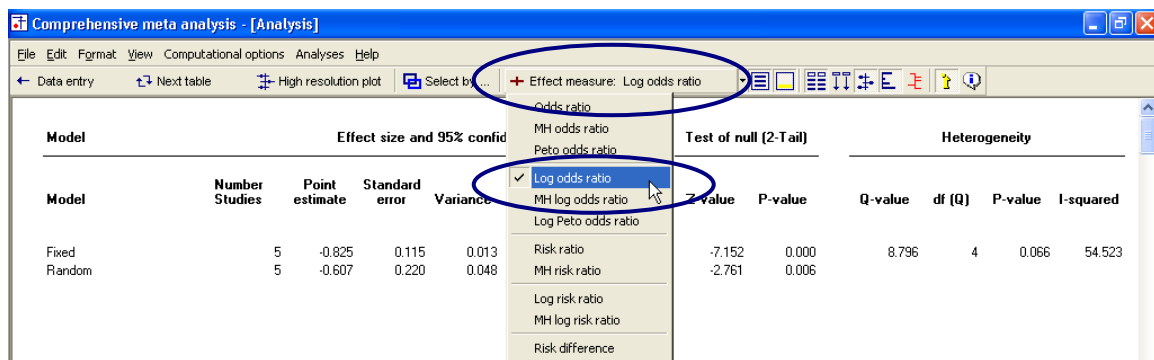 Comprehensive meta analysis - [Analysis]
File Edit Format View Computational options Analyses Help
← Data entry Next table High resolution plot Select by ... + Effect measure: Log odds ratio
Odds ratio
MH odds ratio
Peto odds ratio
Log odds ratio
MH log odds ratio
Log Peto odds ratio
Risk ratio
MH risk ratio
Log risk ratio
MH log risk ratio
Risk difference
Model Effect size and 95% confid Test of null (2-Tail) Heterogeneity
Model Number Studies Point estimate Standard error Variance Z-value P-value Q-value df (Q) P-value I-squared
Fixed 5 -0.825 0.115 0.013 -7.152 0.000 8.796 4 0.066 54.523
Random 5 -0.607 0.220 0.048 -2.761 0.006